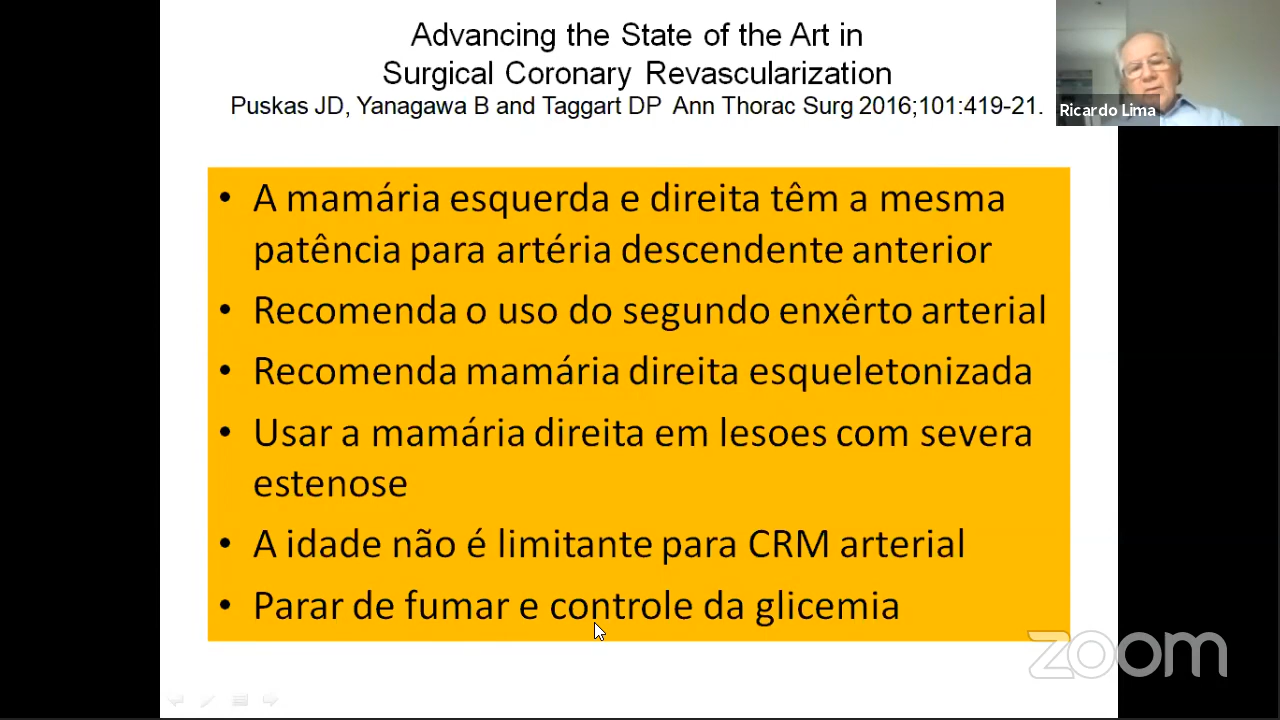 Advancing the State of the Art in
Surgical Coronary Revascularization
Puskas JD, Yanagawa B and Taggart DP Ann Thorac Surg 2016;101:419-21.
Ricardo Lima
• A mamária esquerda e direita têm a mesma
patência para artéria descendente anterior
• Recomenda o uso do segundo enxêrto arterial
• Recomenda mamária direita esqueletonizada
• Usar a mamária direita em lesoes com severa
estenose
• A idade não é limitante para CRM arterial
• Parar de fumar e controle da glicemia
zoom